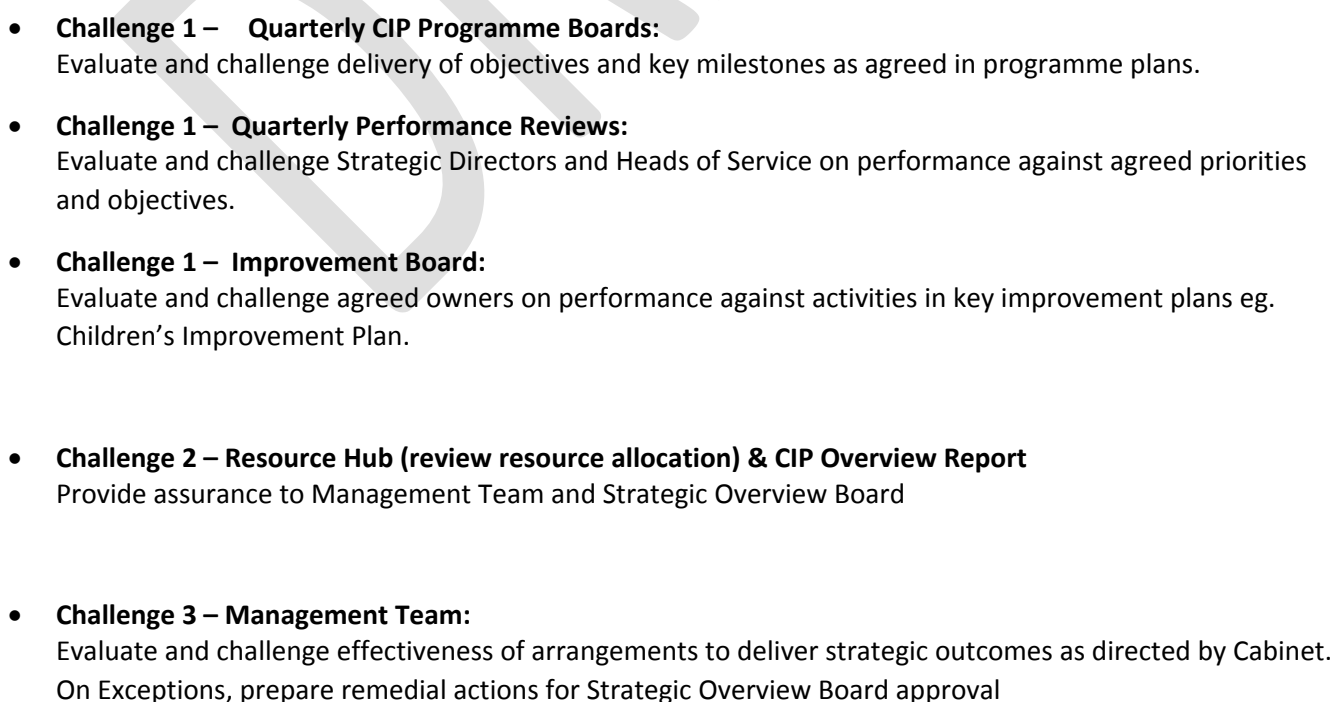 • Challenge 1 – Quarterly CIP Programme Boards:
Evaluate and challenge delivery of objectives and key milestones as agreed in programme plans.
• Challenge 1 – Quarterly Performance Reviews:
Evaluate and challenge Strategic Directors and Heads of Service on performance against agreed priorities
and objectives.
• Challenge 1 – Improvement Board:
Evaluate and challenge agreed owners on performance against activities in key improvement plans eg.
Children’s Improvement Plan.
• Challenge 2 – Resource Hub (review resource allocation) & CIP Overview Report
Provide assurance to Management Team and Strategic Overview Board
• Challenge 3 – Management Team:
Evaluate and challenge effectiveness of arrangements to deliver strategic outcomes as directed by Cabinet.
On Exceptions, prepare remedial actions for Strategic Overview Board approval